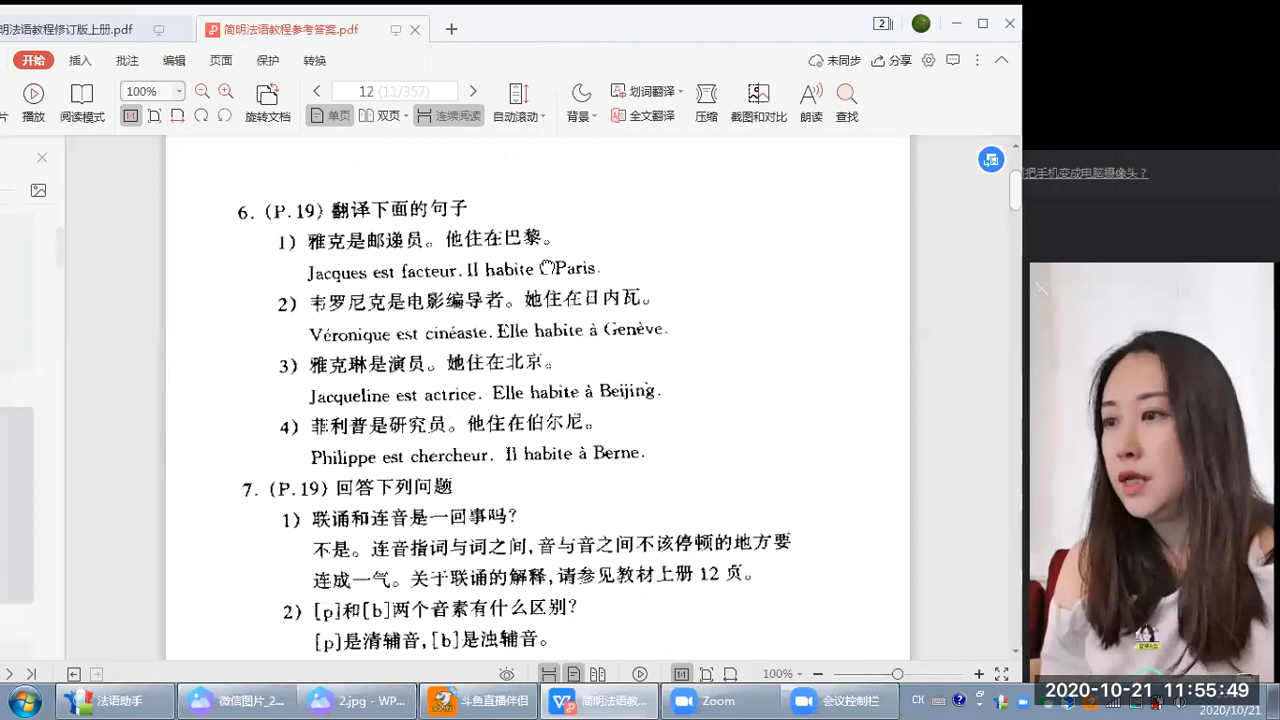 简明法语教程修订版上册.pdf
简明法语教程参考答案.pdf
2
开始 插入 批注 编辑 页面 保护 转换
未同步 分享
100%
12 (12/357)
划词翻译
播放 阅读模式
旋转文档
单页 双页 连续阅读
自动滚动
背景
全文翻译
压缩 截图和对比 朗读 查找
把手机变成电脑摄像头？
6. (P.19) 翻译下面的句子
1) 雅克是邮递员。他住在巴黎。
Jacques est facteur. Il habite Paris.
2) 韦罗尼克是电影编导者。她住在日内瓦。
Véronique est cinéaste. Elle habite à Genève.
3) 雅克琳是演员。她住在北京。
Jacqueline est actrice. Elle habite à Beijing.
4) 菲利普是研究员。他住在伯尔尼。
Philippe est chercheur. Il habite à Berne.
7. (P.19) 回答下列问题
1) 联诵和连音是一回事吗?
不是。连音指词与词之间,音与音之间不该停顿的地方要
连成一气。关于联诵的解释,请参见教材上册12页。
2) [p]和[b]两个音素有什么区别?
[p]是清辅音,[b]是浊辅音。
100%
法语助手 微信图片_2... 2.jpg — WP... 斗鱼直播伴侣 简明法语教... Zoom 会议控制栏 CH
2020-10-21 11:55:49
2020/10/21